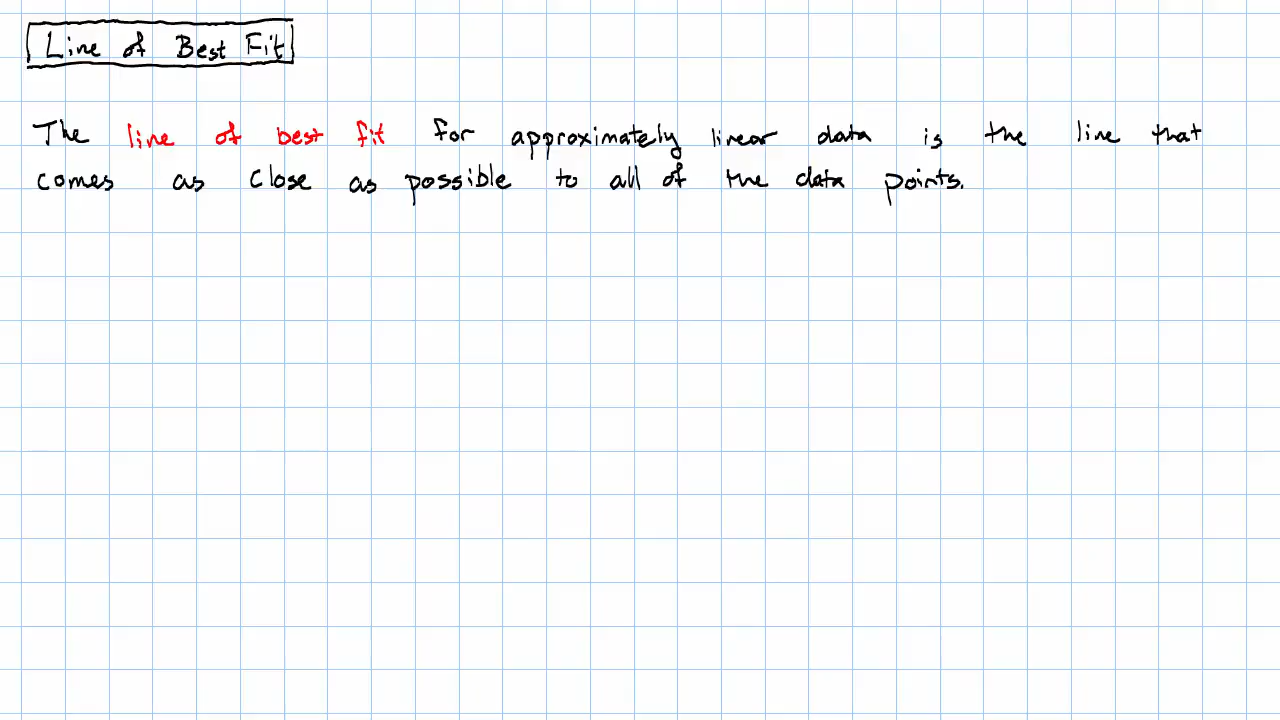 Line of Best Fit
The line of best fit for approximately linear data is the line that
comes as close as possible to all of the data points.